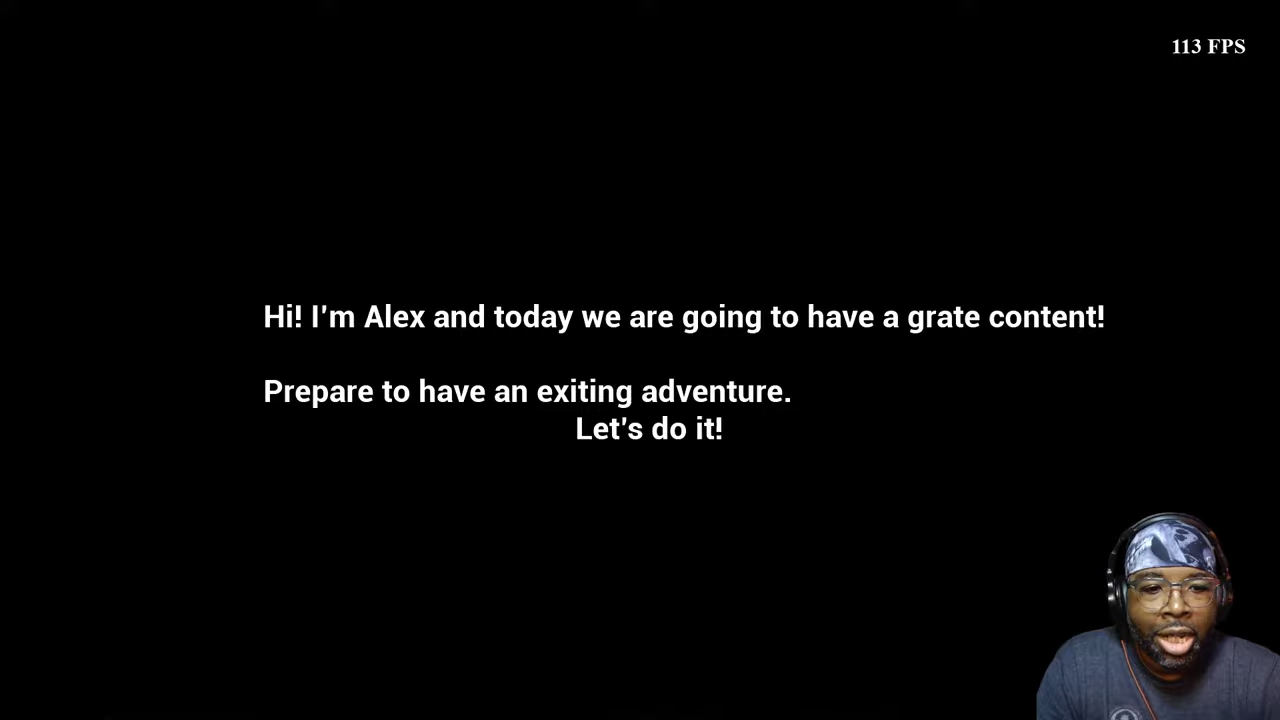 113 FPS
Hi! I'm Alex and today we are going to have a grate content!
Prepare to have an exiting adventure.
Let's do it!